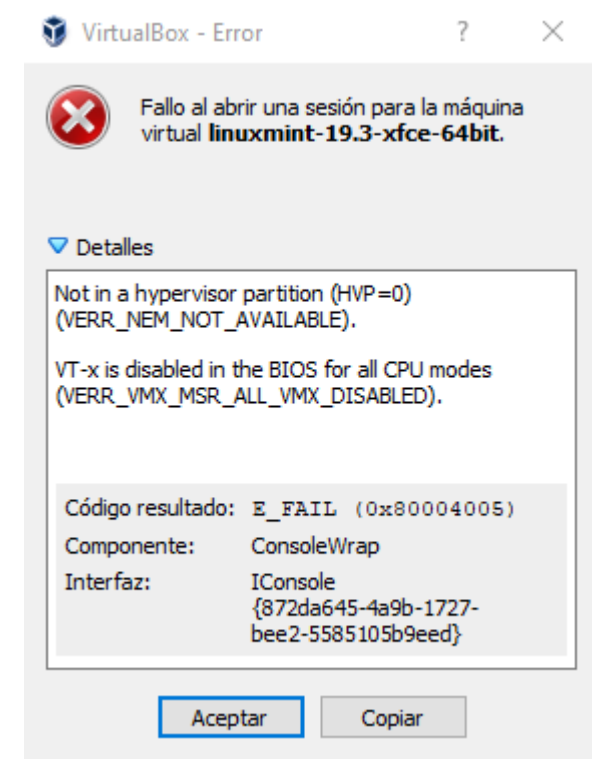 VirtualBox - Error
Fallo al abrir una sesión para la máquina
virtual linuxmint-19.3-xfce-64bit.
Detalles
Not in a hypervisor partition (HVP=0)
(VERR_NEM_NOT_AVAILABLE).
VT-x is disabled in the BIOS for all CPU modes
(VERR_VMX_MSR_ALL_VMX_DISABLED).
Código resultado: E_FAIL (0x80004005)
Componente: ConsoleWrap
Interfaz: IConsole
{872da645-4a9b-1727-
bee2-5585105b9eed}
Aceptar Copiar